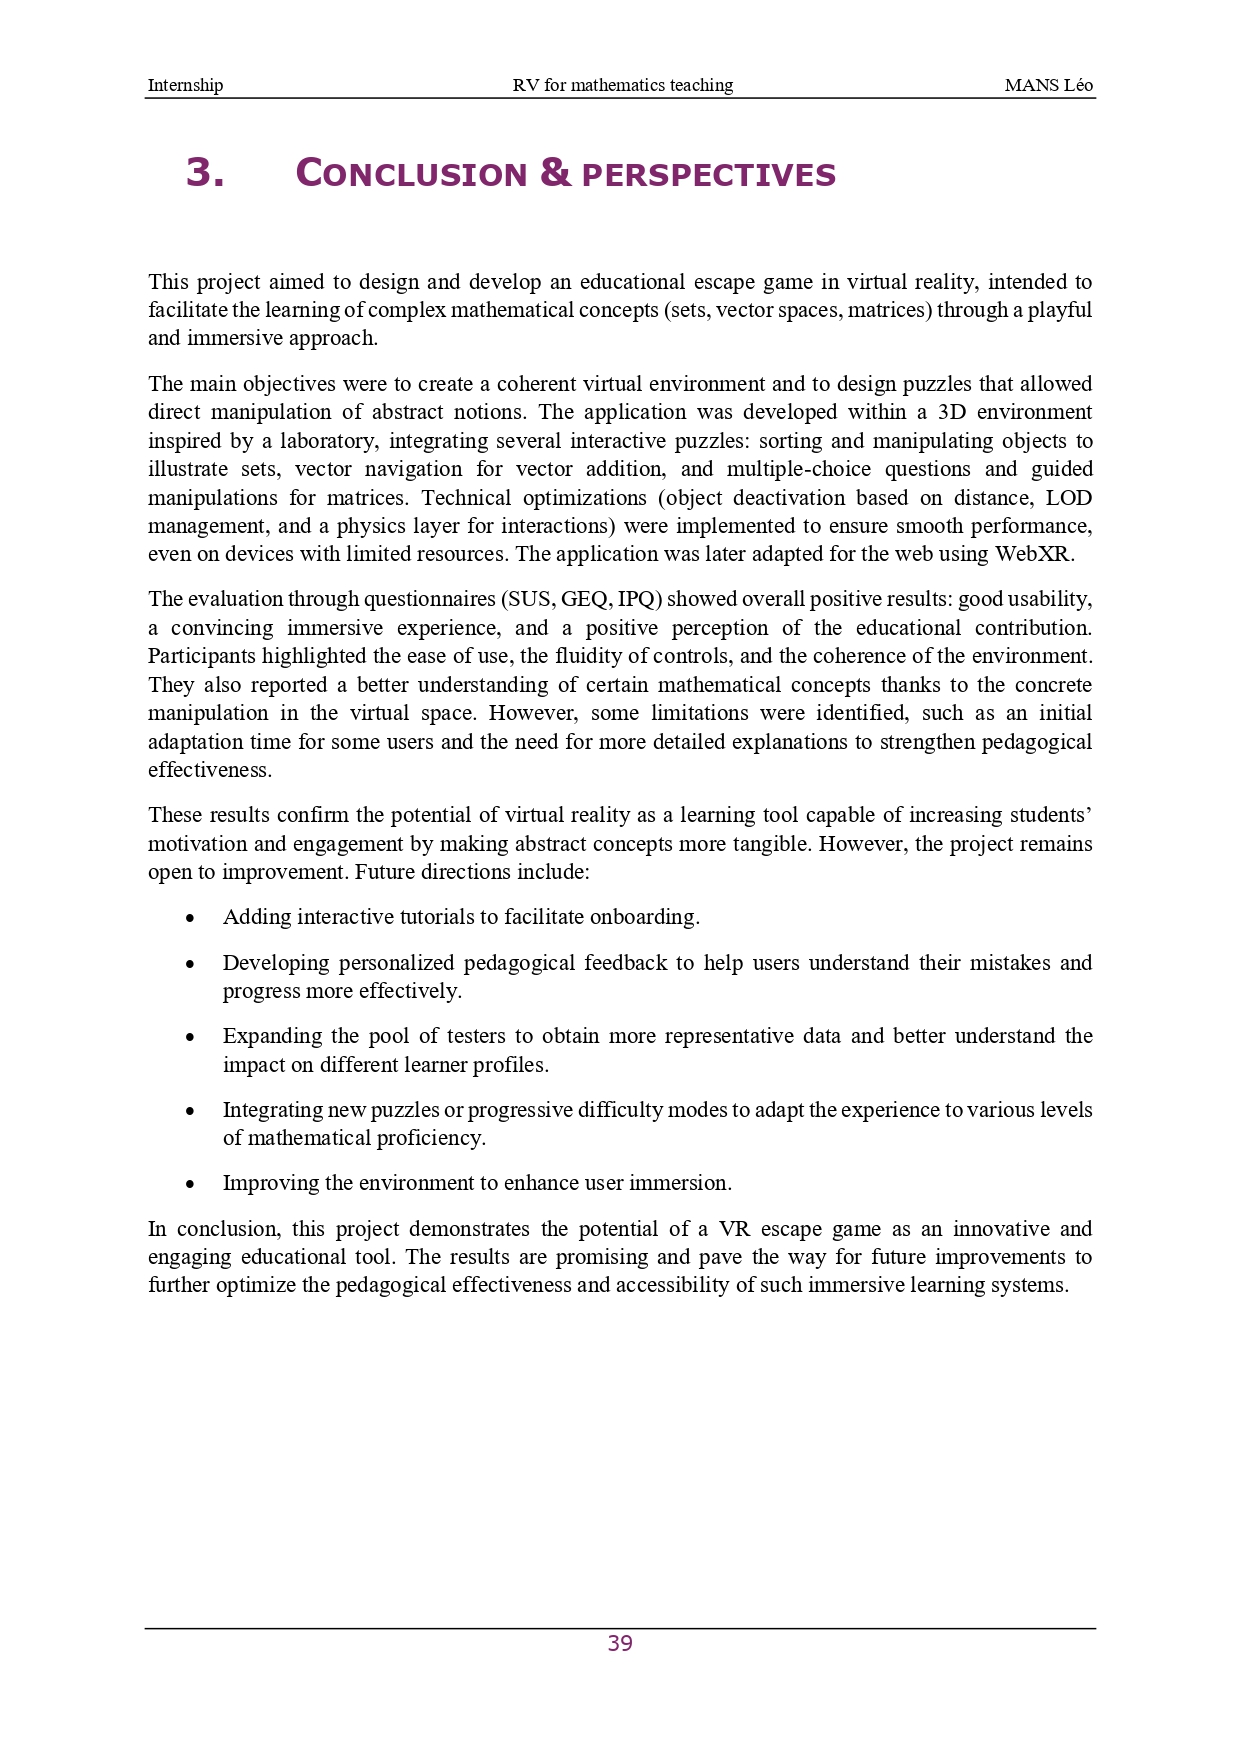 Internship RV for mathematics teaching MANS Léo
3. CONCLUSION & PERSPECTIVES
This project aimed to design and develop an educational escape game in virtual reality, intended to
facilitate the learning of complex mathematical concepts (sets, vector spaces, matrices) through a playful
and immersive approach.
The main objectives were to create a coherent virtual environment and to design puzzles that allowed
direct manipulation of abstract notions. The application was developed within a 3D environment
inspired by a laboratory, integrating several interactive puzzles: sorting and manipulating objects to
illustrate sets, vector navigation for vector addition, and multiple-choice questions and guided
manipulations for matrices. Technical optimizations (object deactivation based on distance, LOD
management, and a physics layer for interactions) were implemented to ensure smooth performance,
even on devices with limited resources. The application was later adapted for the web using WebXR.
The evaluation through questionnaires (SUS, GEQ, IPQ) showed overall positive results: good usability,
a convincing immersive experience, and a positive perception of the educational contribution.
Participants highlighted the ease of use, the fluidity of controls, and the coherence of the environment.
They also reported a better understanding of certain mathematical concepts thanks to the concrete
manipulation in the virtual space. However, some limitations were identified, such as an initial
adaptation time for some users and the need for more detailed explanations to strengthen pedagogical
effectiveness.
These results confirm the potential of virtual reality as a learning tool capable of increasing students’
motivation and engagement by making abstract concepts more tangible. However, the project remains
open to improvement. Future directions include:
• Adding interactive tutorials to facilitate onboarding.
• Developing personalized pedagogical feedback to help users understand their mistakes and
progress more effectively.
• Expanding the pool of testers to obtain more representative data and better understand the
impact on different learner profiles.
• Integrating new puzzles or progressive difficulty modes to adapt the experience to various levels
of mathematical proficiency.
• Improving the environment to enhance user immersion.
In conclusion, this project demonstrates the potential of a VR escape game as an innovative and
engaging educational tool. The results are promising and pave the way for future improvements to
further optimize the pedagogical effectiveness and accessibility of such immersive learning systems.
39